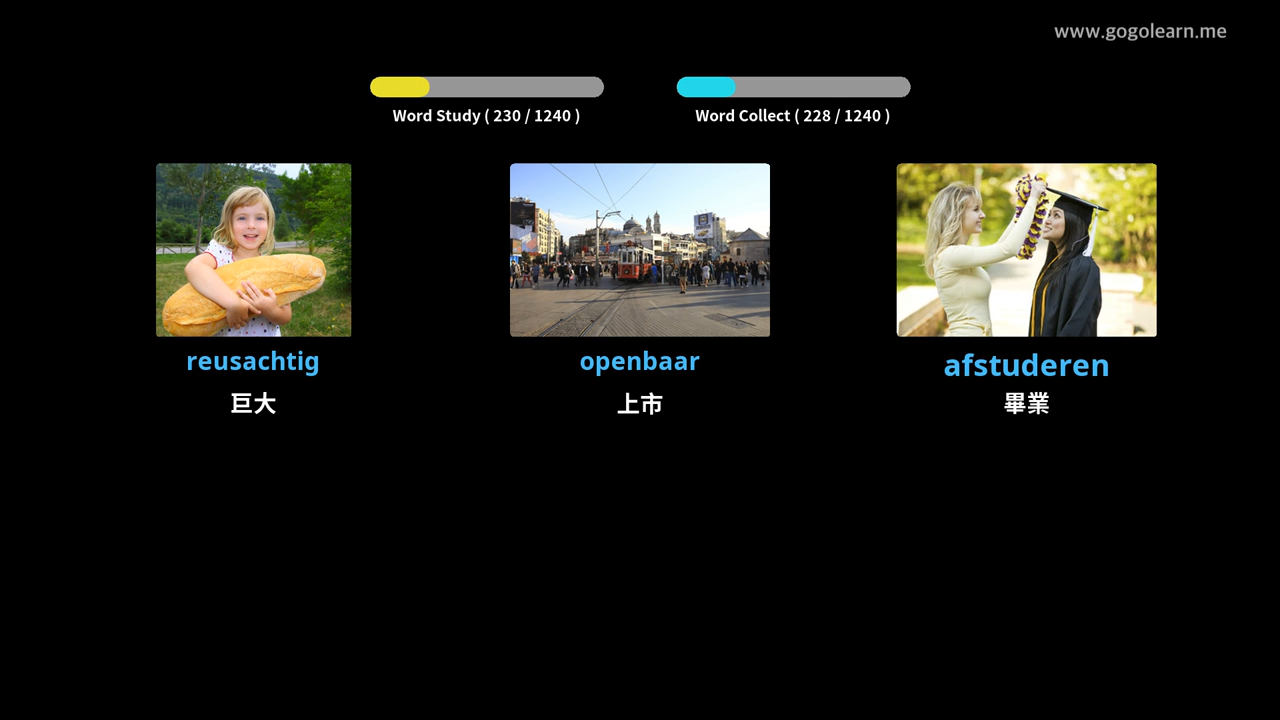 www.gogolearn.me
Word Study ( 230 / 1240 )
Word Collect ( 228 / 1240 )
reusachtig
openbaar
afstuderen
巨大
上市
畢業